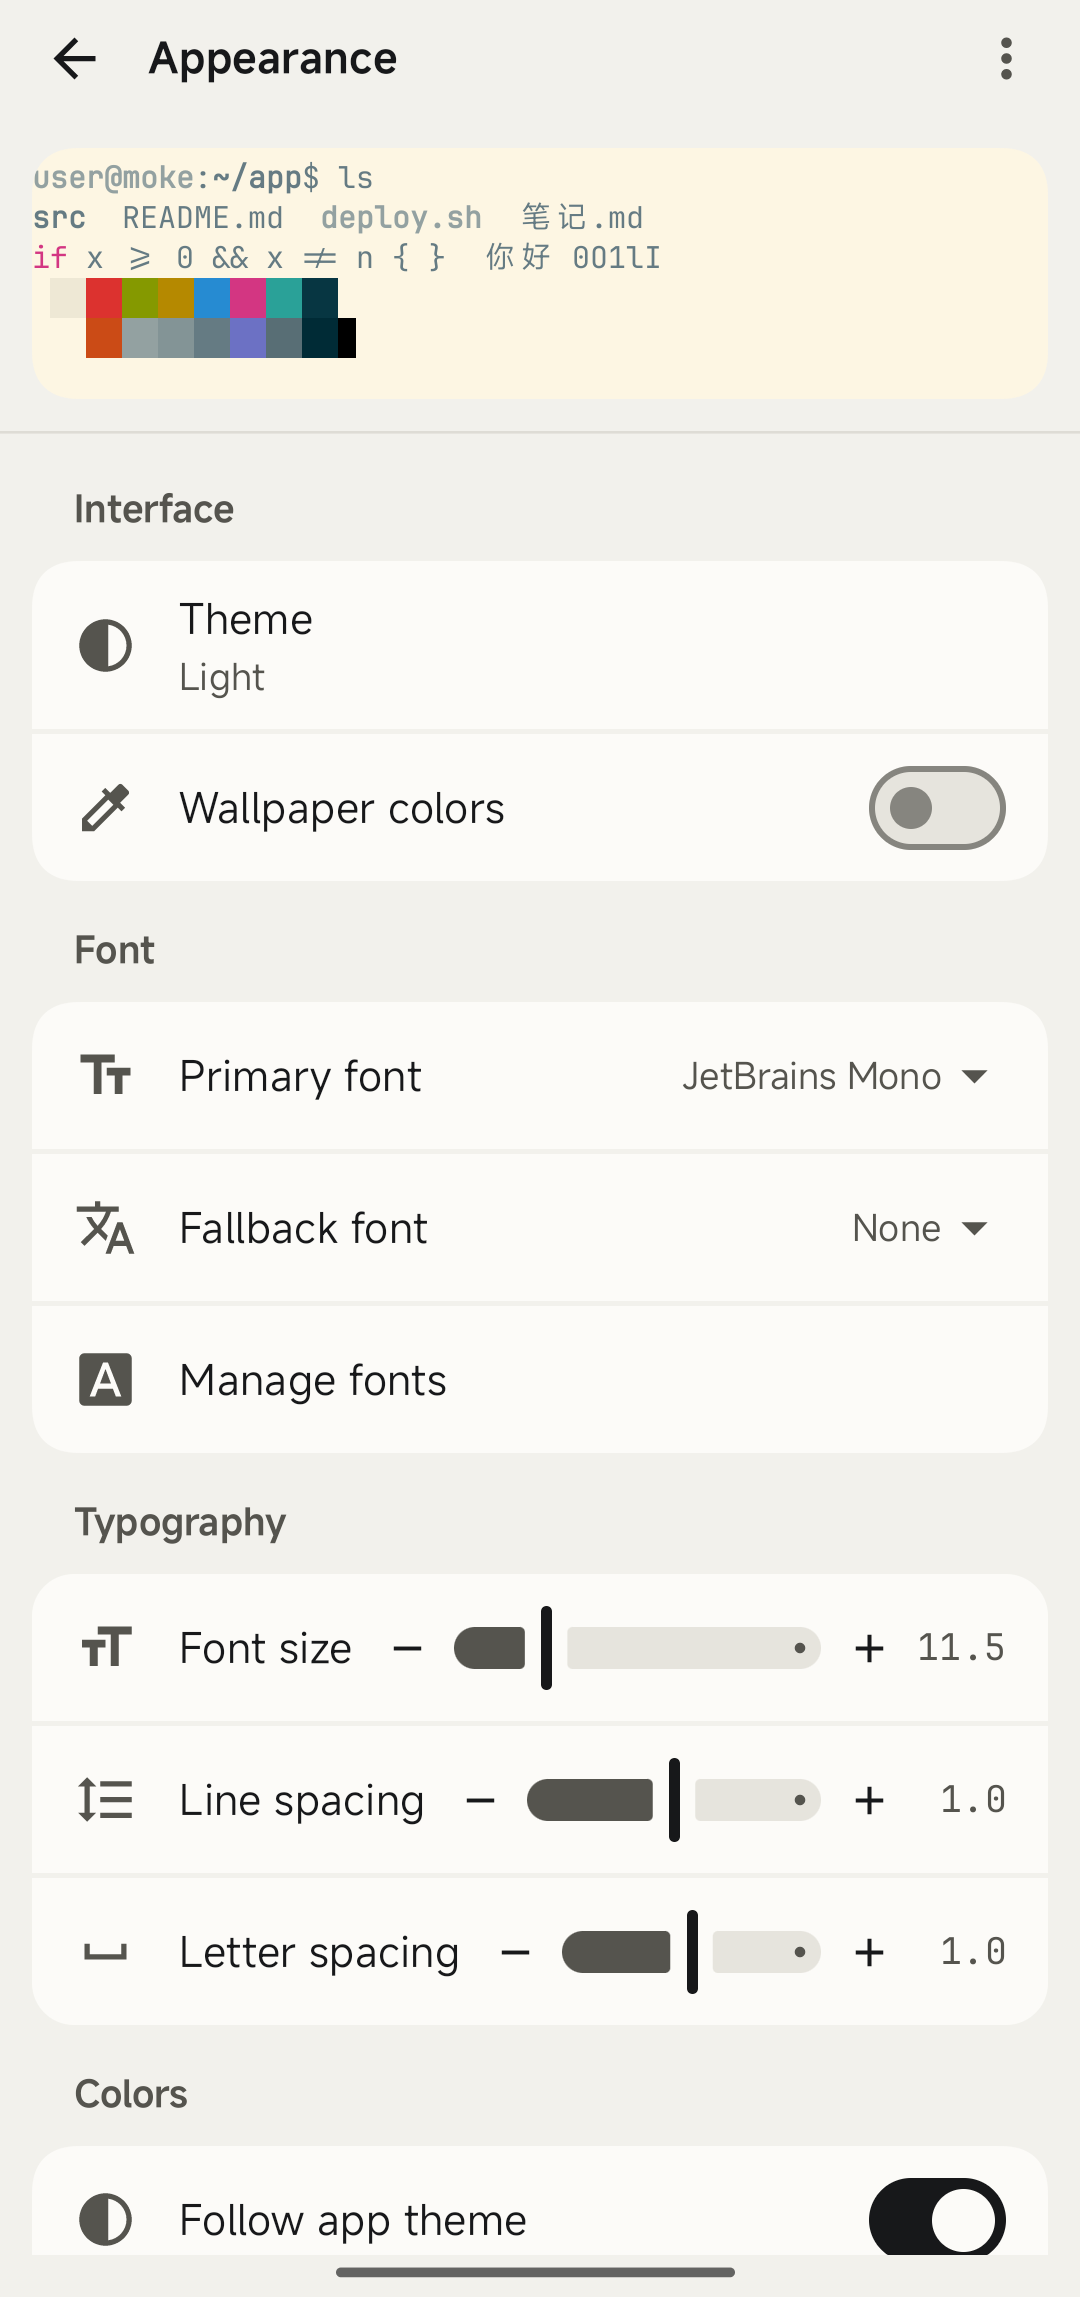 Appearance
user@moke:~/app$ ls
src  README.md  deploy.sh  笔记.md
if x ⩾ 0 && x ≠ n { }  你好 0O1lI
Interface
Theme
Light
Wallpaper colors
Font
Primary font JetBrains Mono
Fallback font None
Manage fonts
Typography
Font size − + 11.5
Line spacing − + 1.0
Letter spacing − + 1.0
Colors
Follow app theme